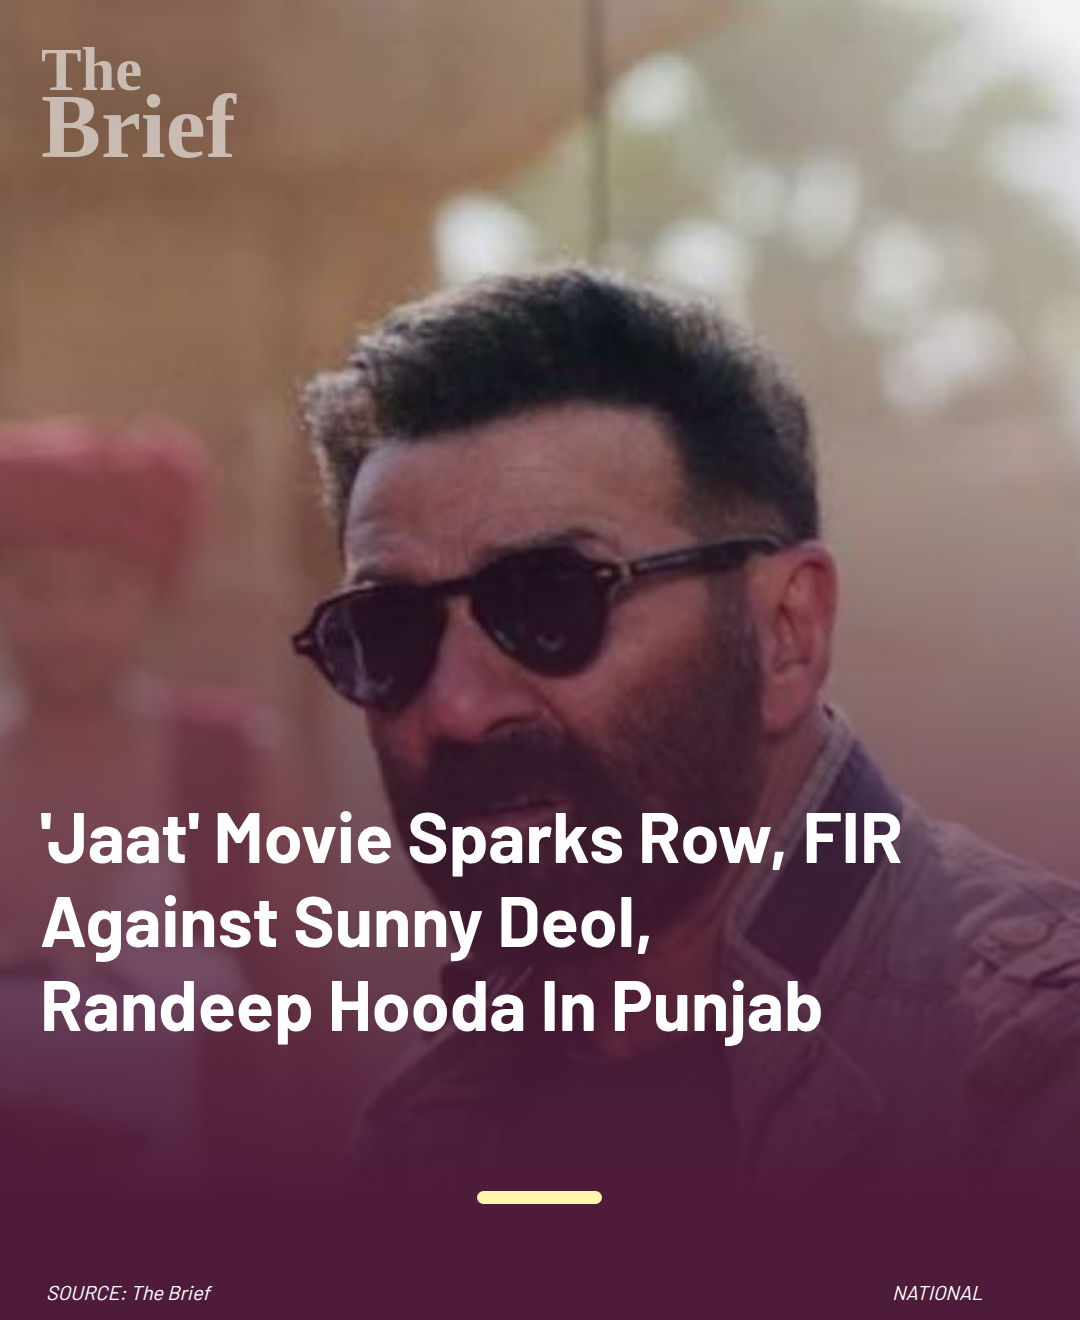 The
Brief
'Jaat' Movie Sparks Row, FIR
Against Sunny Deol,
Randeep Hooda In Punjab
SOURCE: The Brief
NATIONAL